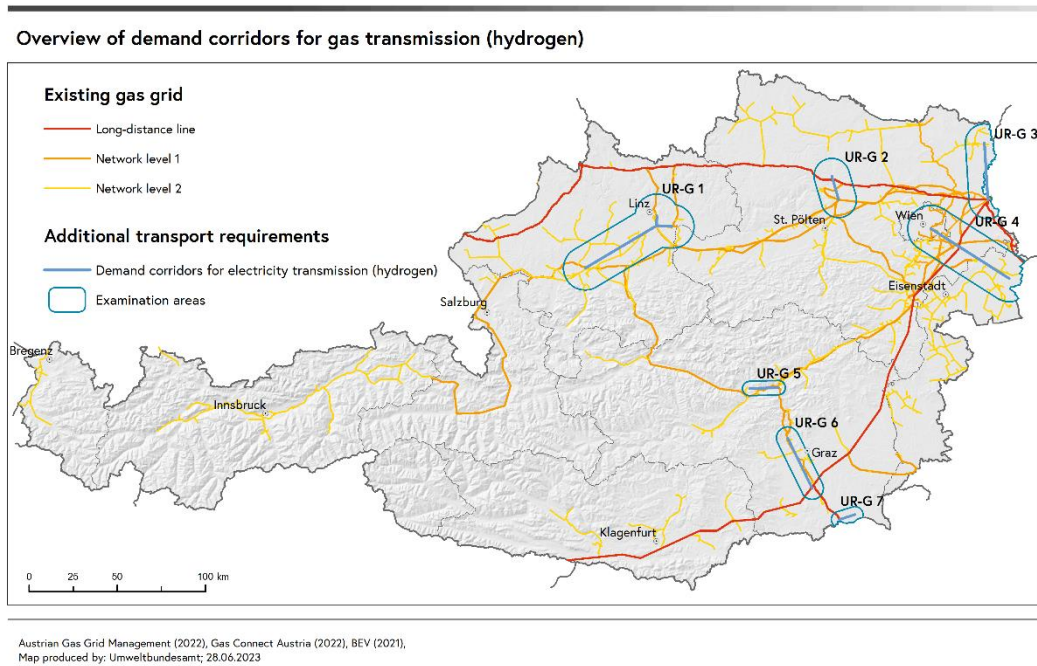 Overview of demand corridors for gas transmission (hydrogen)
Existing gas grid
Long-distance line
Network level 1
Network level 2
Additional transport requirements
Demand corridors for electricity transmission (hydrogen)
Examination areas
UR-G 3
UR-G 2
UR-G 1
Linz
St. Pölten
Wien
UR-G 4
Eisenstadt
Salzburg
Bregenz
UR-G 5
Innsbruck
UR-G 6
Graz
UR-G 7
Klagenfurt
0 25 50 100 km
Austrian Gas Grid Management (2022), Gas Connect Austria (2022), BEV (2021),
Map produced by: Umweltbundesamt; 28.06.2023